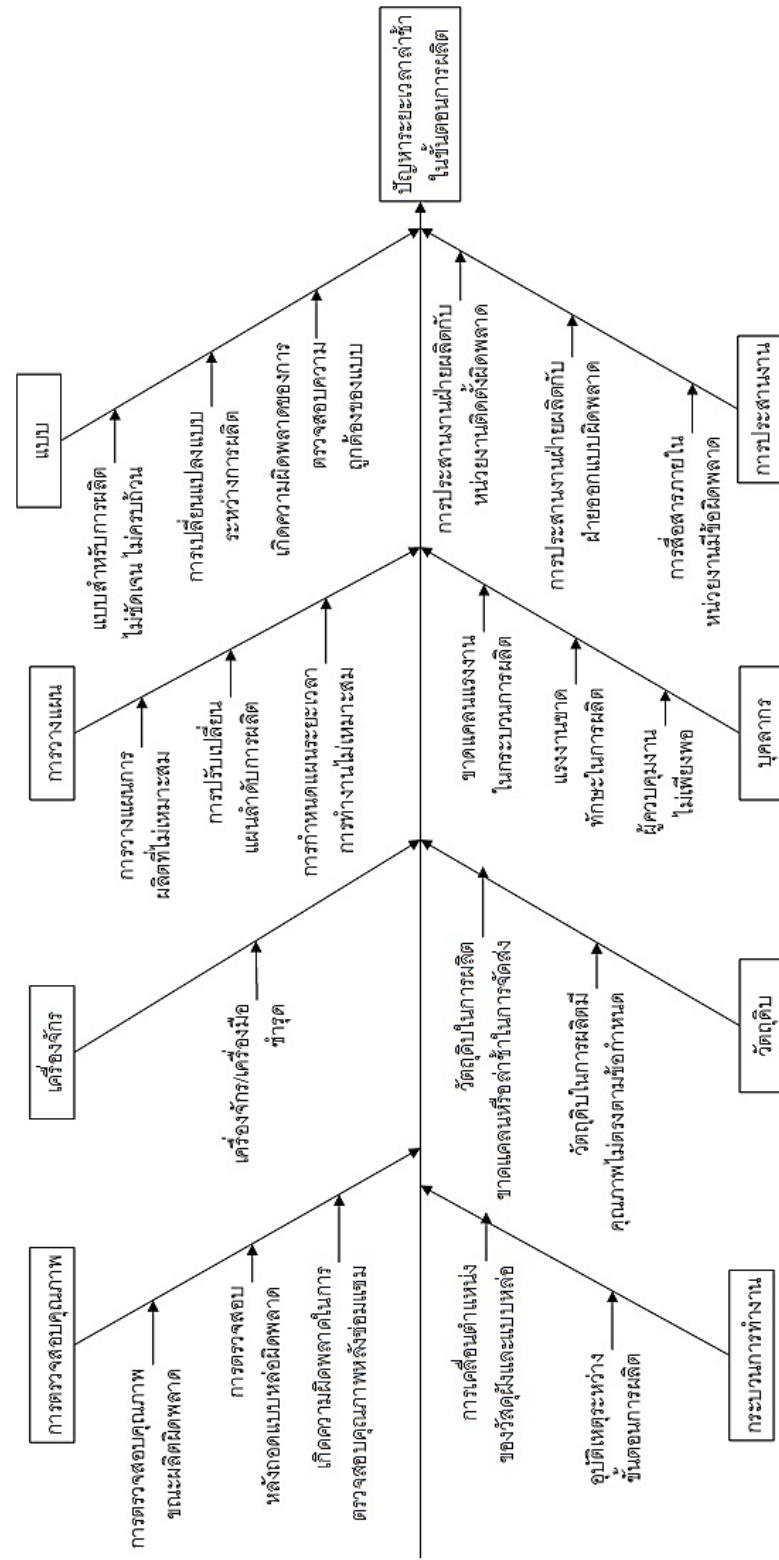 การตรวจสอบคุณภาพ
การตรวจสอบคุณภาพ
ขณะผลิตผิดพลาด
การตรวจสอบ
หลังถอดแบบหล่อผิดพลาด
เกิดความผิดพลาดในการ
ตรวจสอบคุณภาพหลังซ่อมแซม
เครื่องจักร
เครื่องจักร/เครื่องมือ
ชำรุด
การวางแผน
การวางแผนการ
ผลิตที่ไม่เหมาะสม
การปรับเปลี่ยน
แผนลำดับการผลิต
การกำหนดแผนระยะเวลา
การทำงานไม่เหมาะสม
แบบ
แบบสำหรับการผลิต
ไม่ชัดเจน ไม่ครบถ้วน
การเปลี่ยนแปลงแบบ
ระหว่างการผลิต
เกิดความผิดพลาดของการ
ตรวจสอบความ
ถูกต้องของแบบ
ปัญหาระยะเวลาล่าช้า
ในขั้นตอนการผลิต
การเคลื่อนตำแหน่ง
ของวัสดุฝังและแบบหล่อ
อุบัติเหตุระหว่าง
ขั้นตอนการผลิต
กระบวนการทำงาน
วัตถุดิบในการผลิต
ขาดแคลนหรือล่าช้าในการจัดส่ง
วัตถุดิบในการผลิตมี
คุณภาพไม่ตรงตามข้อกำหนด
วัตถุดิบ
ขาดแคลนแรงงาน
ในกระบวนการผลิต
แรงงานขาด
ทักษะในการผลิต
ผู้ควบคุมงาน
ไม่เพียงพอ
บุคลากร
การประสานงานฝ่ายผลิตกับ
หน่วยงานติดตั้งผิดพลาด
การประสานงานฝ่ายผลิตกับ
ฝ่ายออกแบบผิดพลาด
การสื่อสารภายใน
หน่วยงานมีข้อผิดพลาด
การประสานงาน